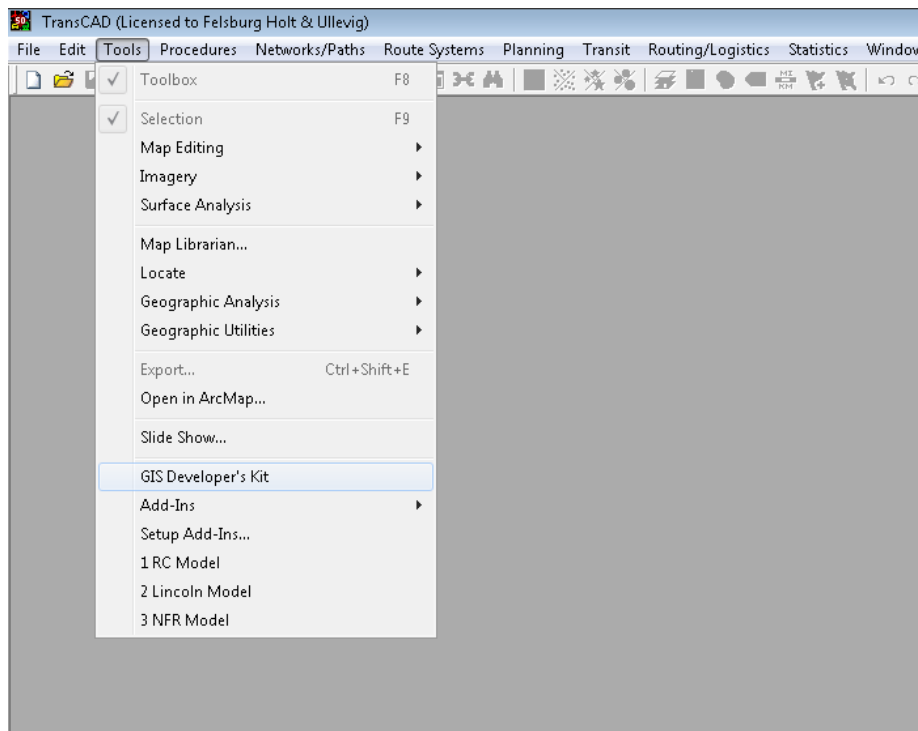 TransCAD (Licensed to Felsburg Holt & Ullevig)
File Edit Tools Procedures Networks/Paths Route Systems Planning Transit Routing/Logistics Statistics Window
Toolbox F8
Selection F9
Map Editing
Imagery
Surface Analysis
Map Librarian...
Locate
Geographic Analysis
Geographic Utilities
Export... Ctrl+Shift+E
Open in ArcMap...
Slide Show...
GIS Developer's Kit
Add-Ins
Setup Add-Ins...
1 RC Model
2 Lincoln Model
3 NFR Model